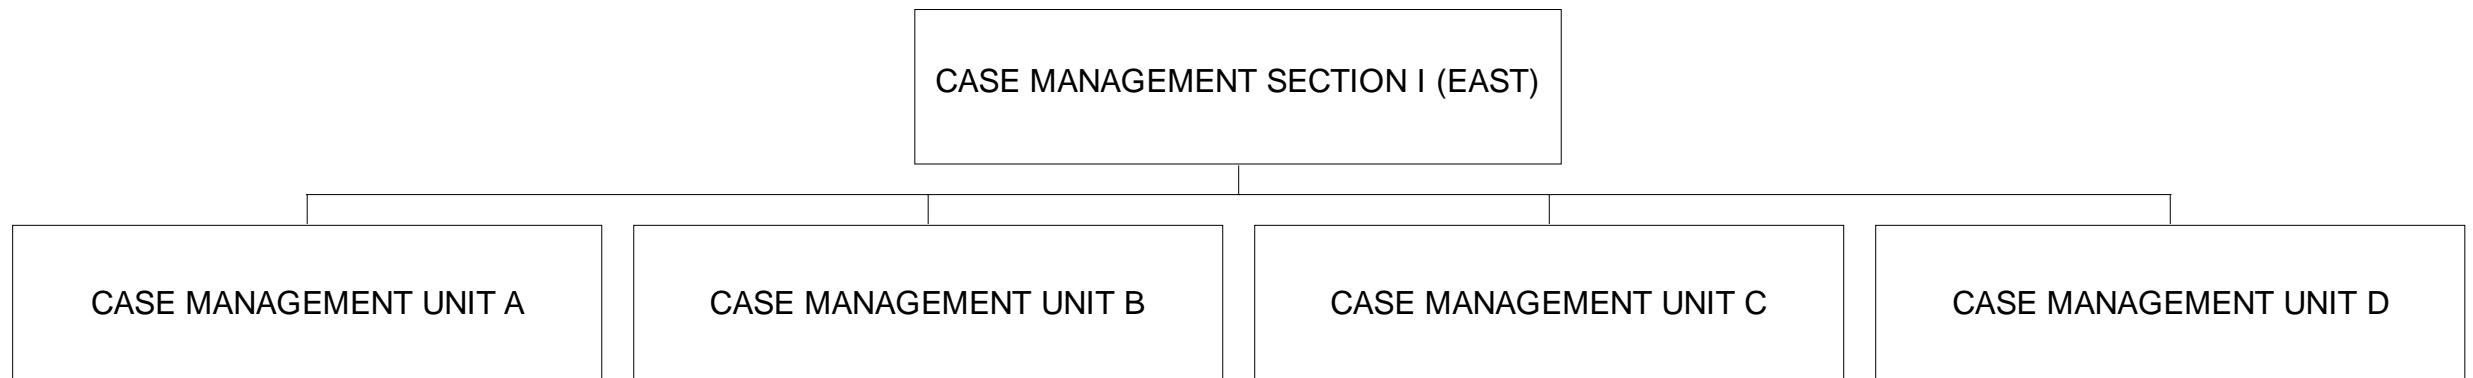 CASE MANAGEMENT SECTION I (EAST)
CASE MANAGEMENT UNIT A
CASE MANAGEMENT UNIT B
CASE MANAGEMENT UNIT C
CASE MANAGEMENT UNIT D